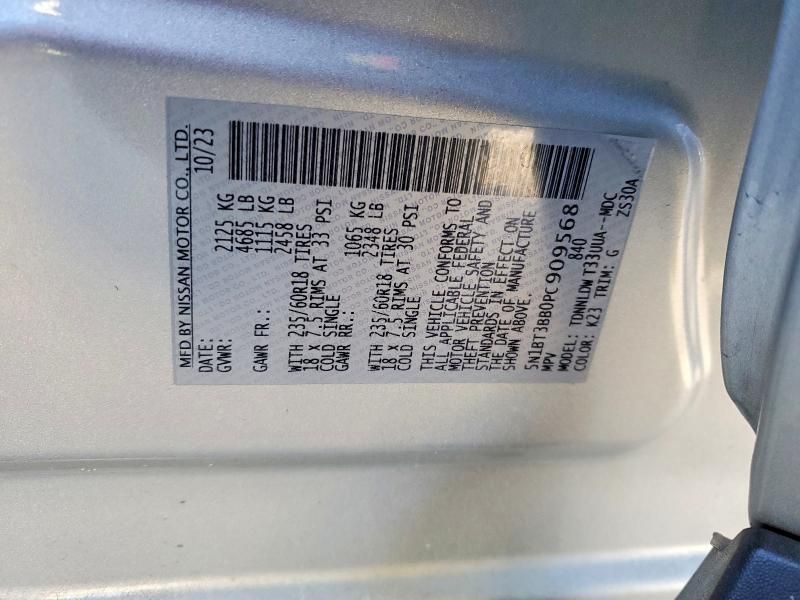 MFD BY NISSAN MOTOR CO., LTD.
DATE: 10/23
GVWR: 2125 KG
4685 LB
GAWR FR.: 1115 KG
2458 LB
WITH 235/60R18 TIRES
18 X 7.5 RIMS AT 33 PSI
COLD SINGLE
GAWR RR.: 1065 KG
2348 LB
WITH 235/60R18 TIRES
18 X 7.5 RIMS AT 30 PSI
COLD SINGLE
THIS VEHICLE CONFORMS TO
ALL APPLICABLE FEDERAL
MOTOR VEHICLE SAFETY AND
THEFT PREVENTION
STANDARDS IN EFFECT ON
THE DATE OF MANUFACTURE
SHOWN ABOVE.
5N1BT3BB0PC909568
MPV 840
MODEL: TDNNLDW T33UUA--MDC
COLOR: K23 TRIM: G ZS30A